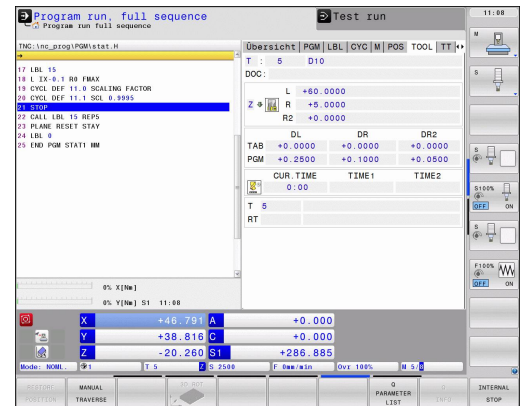 Program run, full sequence
Program run, full sequence
Test run
11:08
TNC:\nc_prog\PGM\stat.H
→
17 LBL 15
18 L IX-0.1 R0 FMAX
19 CYCL DEF 11.0 SCALING FACTOR
20 CYCL DEF 11.1 SCL 0.9995
21 STOP
22 CALL LBL 15 REP5
23 PLANE RESET STAY
24 LBL 0
25 END PGM STAT1 MM
0% X[Nm]
0% Y[Nm] S1 11:08
Übersicht PGM LBL CYC M POS TOOL TT
T : 5 D10
DOC:
L +60.0000
Z R +5.0000
R2 +0.0000
DL DR DR2
TAB +0.0000 +0.0000 +0.0000
PGM +0.2500 +0.1000 +0.0500
CUR.TIME TIME1 TIME2
0:00
T 5
RT
M
S
S
S100%
OFF ON
S
F100%
OFF ON
X +46.791 A +0.000
Y +38.816 C +0.000
Z -20.260 S1 +286.885
Mode: NOML. 1 T 5 Z S 2500 F 0mm/min Ovr 100% M 5/8
RESTORE POSITION
MANUAL TRAVERSE
3D ROT
Q PARAMETER LIST
Q INFO
INTERNAL STOP